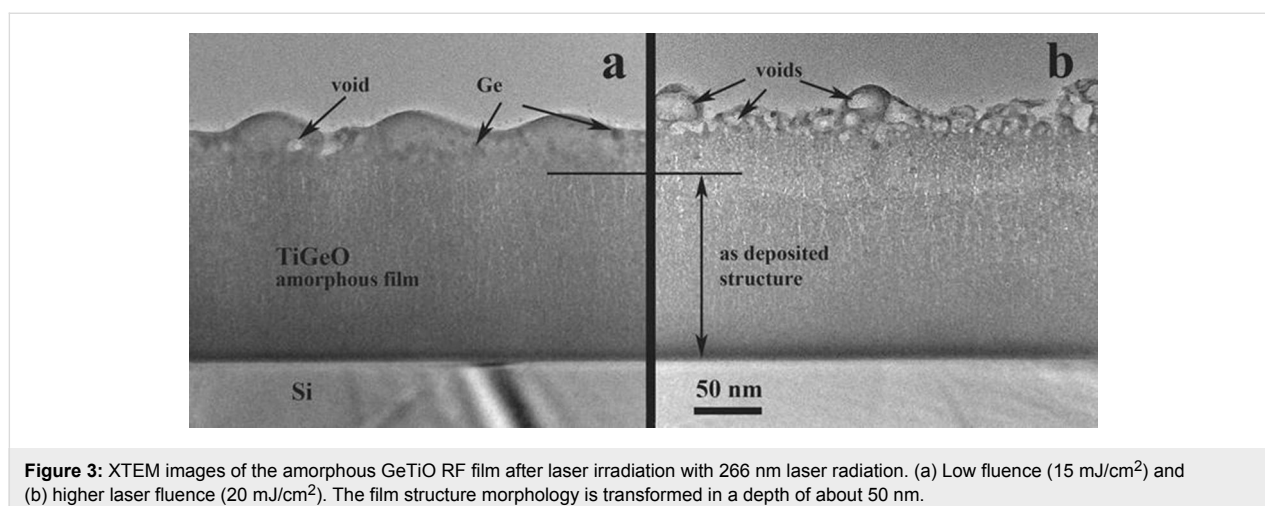 a
void
Ge
TiGeO
amorphous film
Si
b
voids
as deposited
structure
50 nm
Figure 3: XTEM images of the amorphous GeTiO RF film after laser irradiation with 266 nm laser radiation. (a) Low fluence (15 mJ/cm²) and
(b) higher laser fluence (20 mJ/cm²). The film structure morphology is transformed in a depth of about 50 nm.